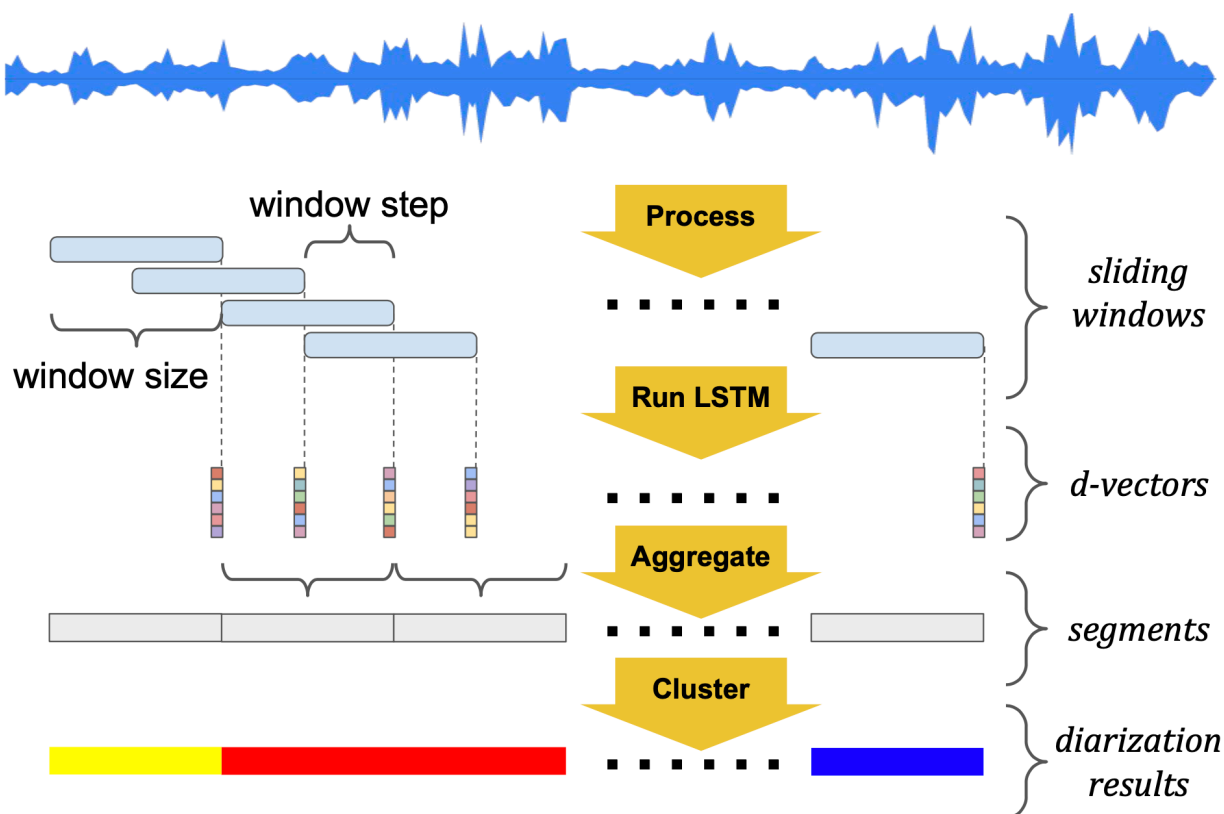 window step
Process
sliding
windows
window size
Run LSTM
d-vectors
Aggregate
segments
Cluster
diarization
results